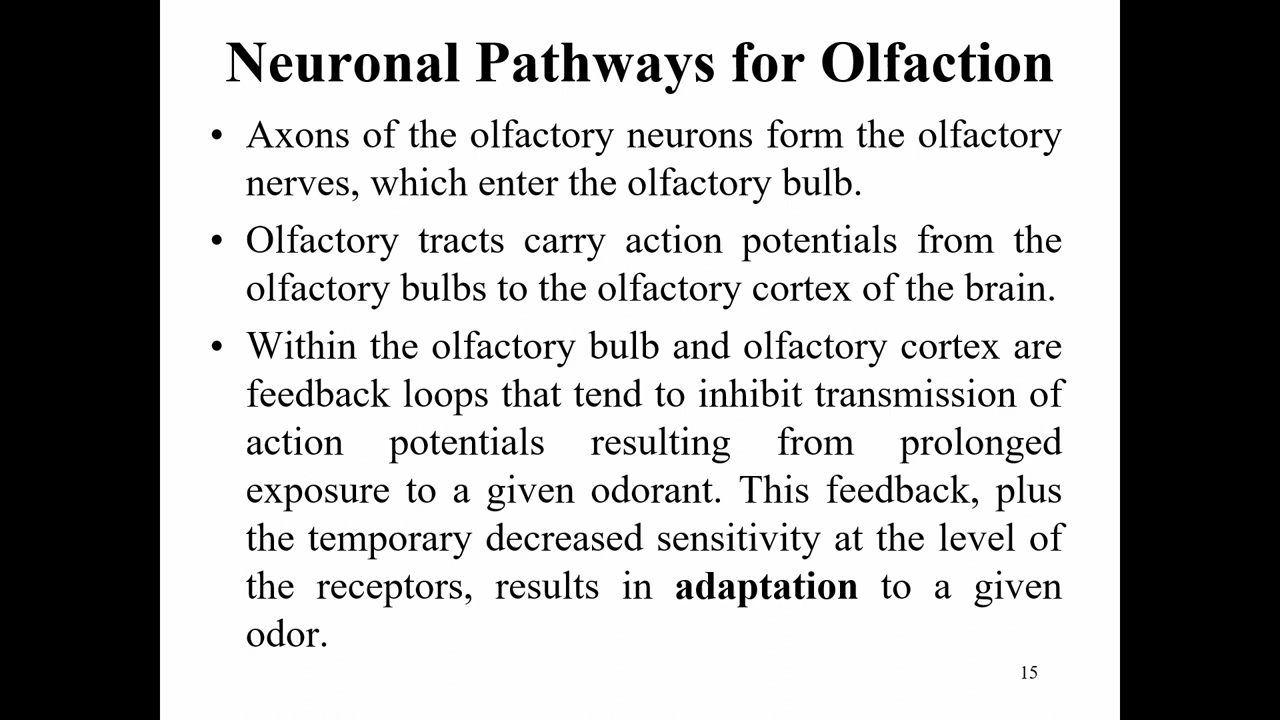 Neuronal Pathways for Olfaction
• Axons of the olfactory neurons form the olfactory
nerves, which enter the olfactory bulb.
• Olfactory tracts carry action potentials from the
olfactory bulbs to the olfactory cortex of the brain.
• Within the olfactory bulb and olfactory cortex are
feedback loops that tend to inhibit transmission of
action potentials resulting from prolonged
exposure to a given odorant. This feedback, plus
the temporary decreased sensitivity at the level of
the receptors, results in adaptation to a given
odor.
15